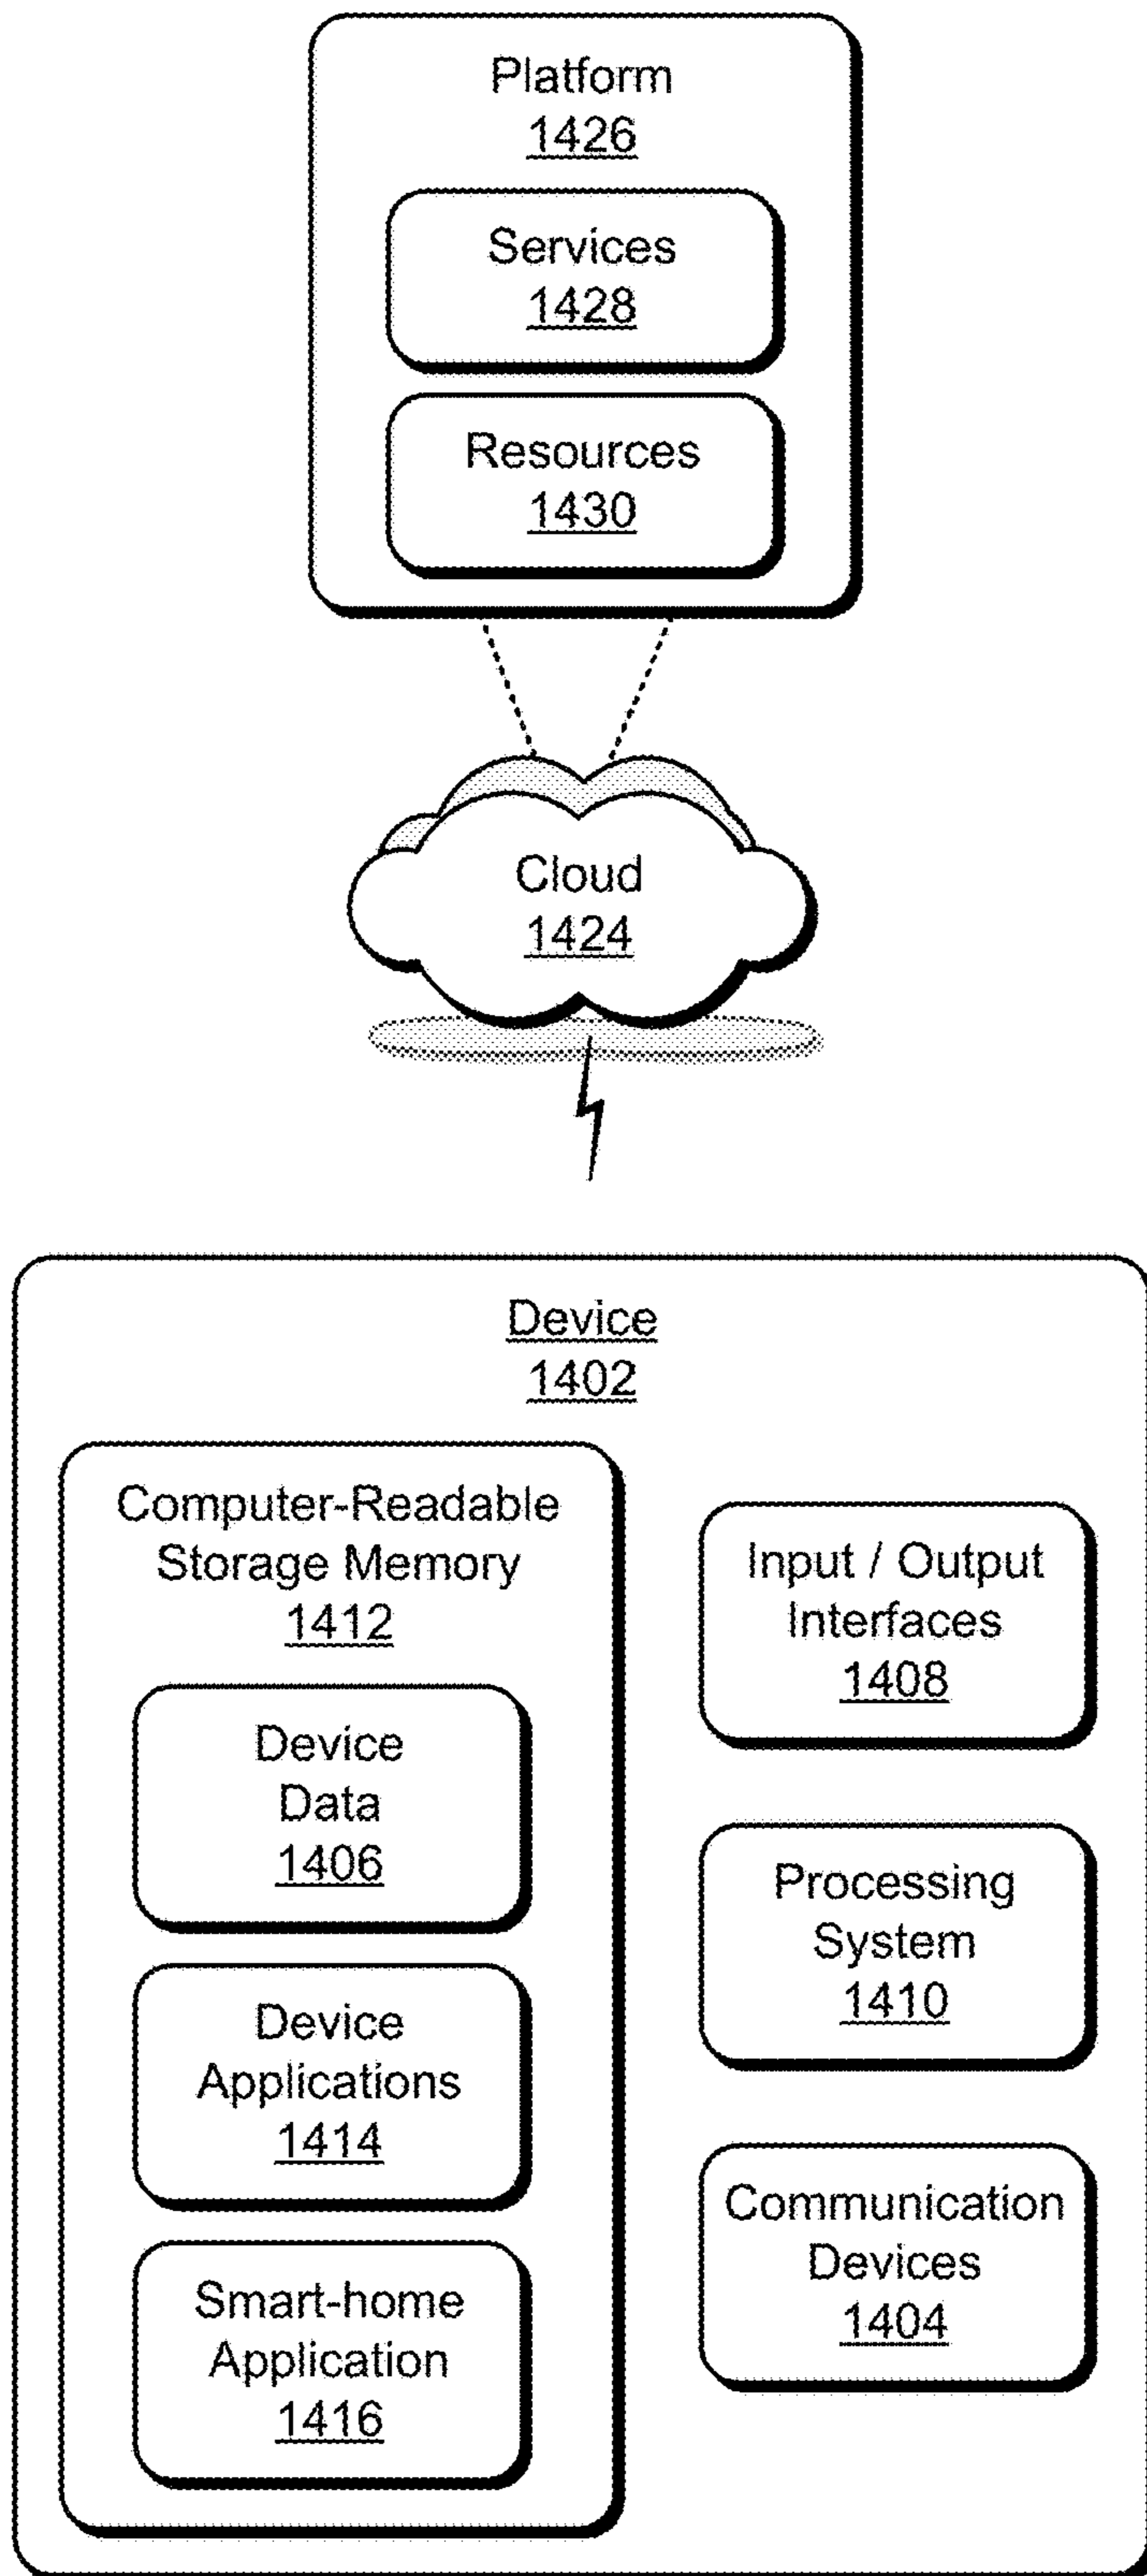 Platform
1426
Services
1428
Resources
1430
Cloud
1424
Device
1402
Computer-Readable
Storage Memory
1412
Device
Data
1406
Device
Applications
1414
Smart-home
Application
1416
Input / Output
Interfaces
1408
Processing
System
1410
Communication
Devices
1404